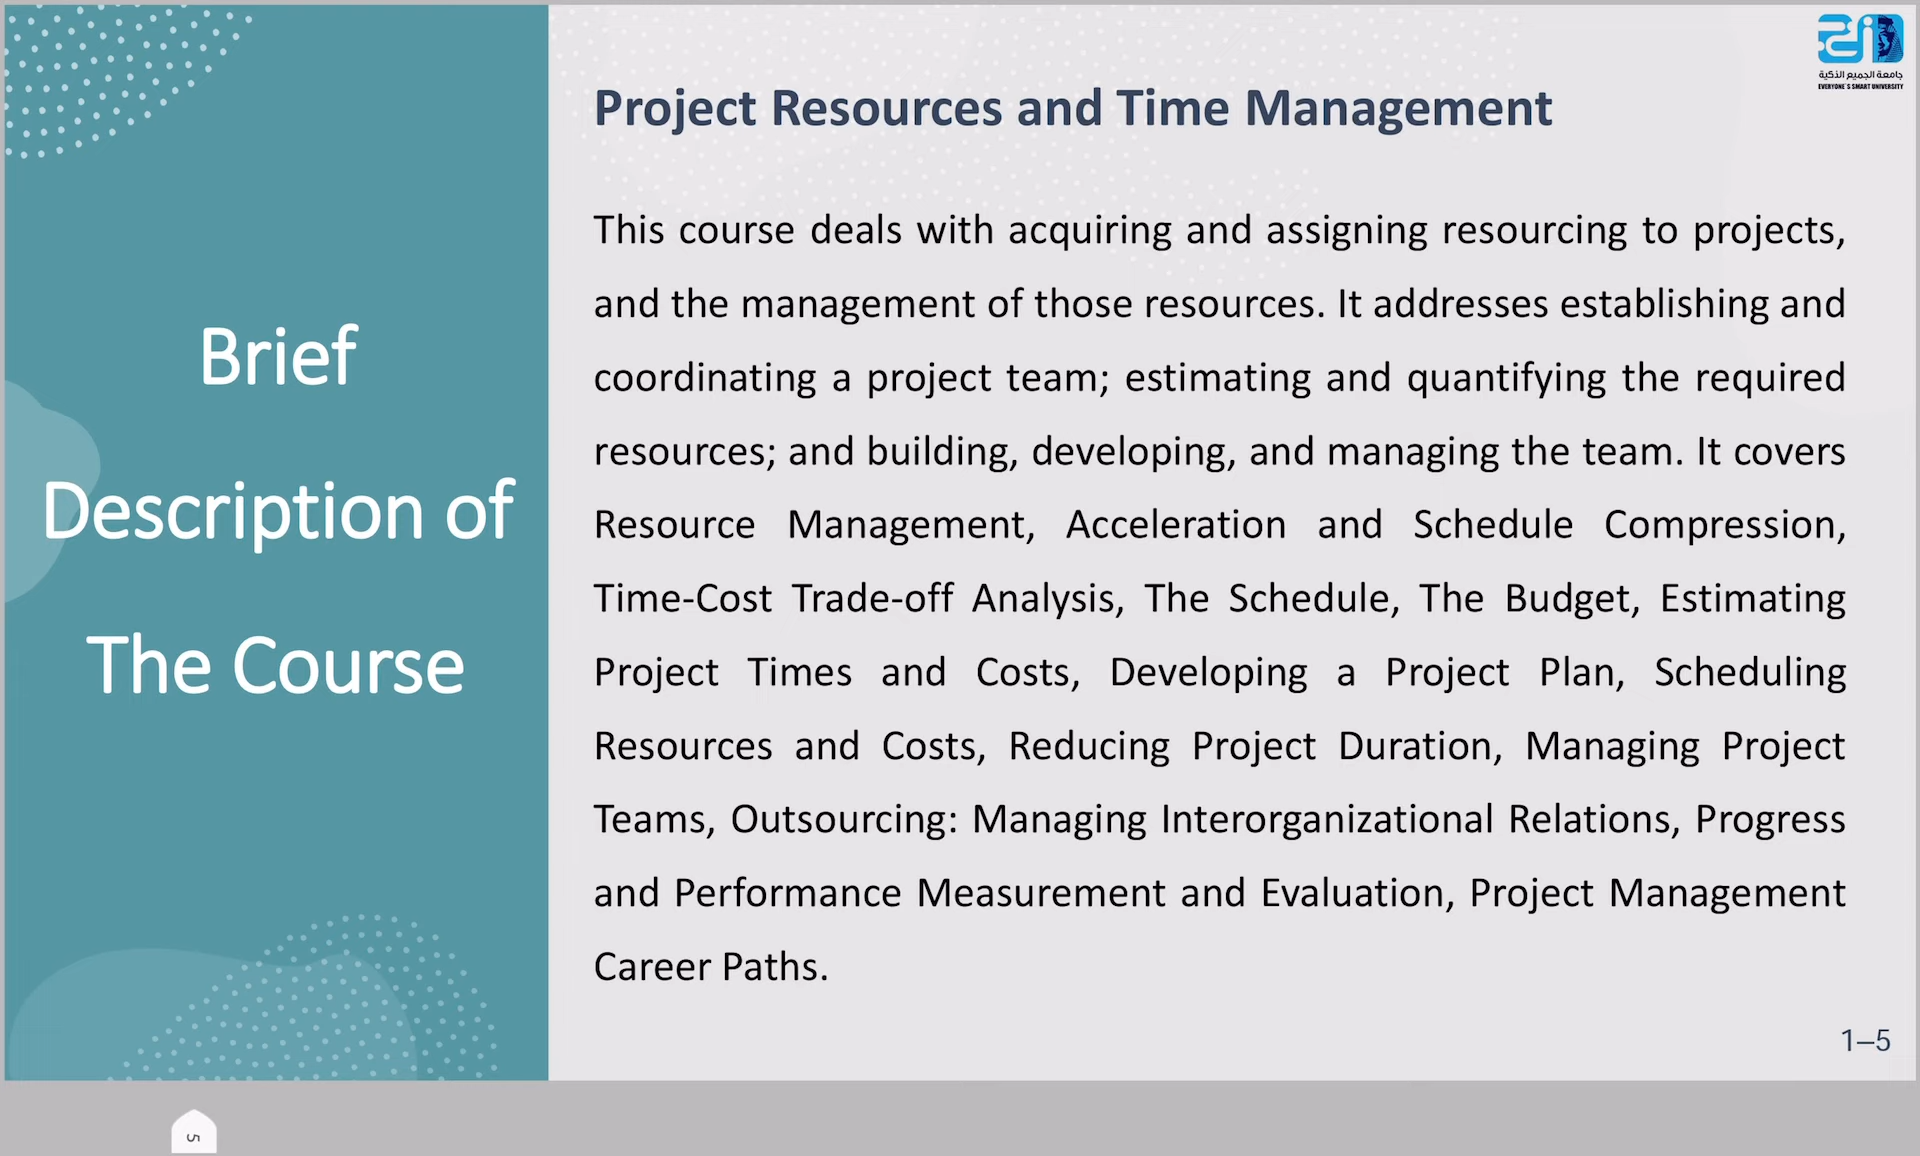 جامعة الجميع الذكية
EVERYONE'S SMART UNIVERSITY
Brief
Description of
The Course
Project Resources and Time Management
This course deals with acquiring and assigning resourcing to projects,
and the management of those resources. It addresses establishing and
coordinating a project team; estimating and quantifying the required
resources; and building, developing, and managing the team. It covers
Resource Management, Acceleration and Schedule Compression,
Time-Cost Trade-off Analysis, The Schedule, The Budget, Estimating
Project Times and Costs, Developing a Project Plan, Scheduling
Resources and Costs, Reducing Project Duration, Managing Project
Teams, Outsourcing: Managing Interorganizational Relations, Progress
and Performance Measurement and Evaluation, Project Management
Career Paths.
1–5
5